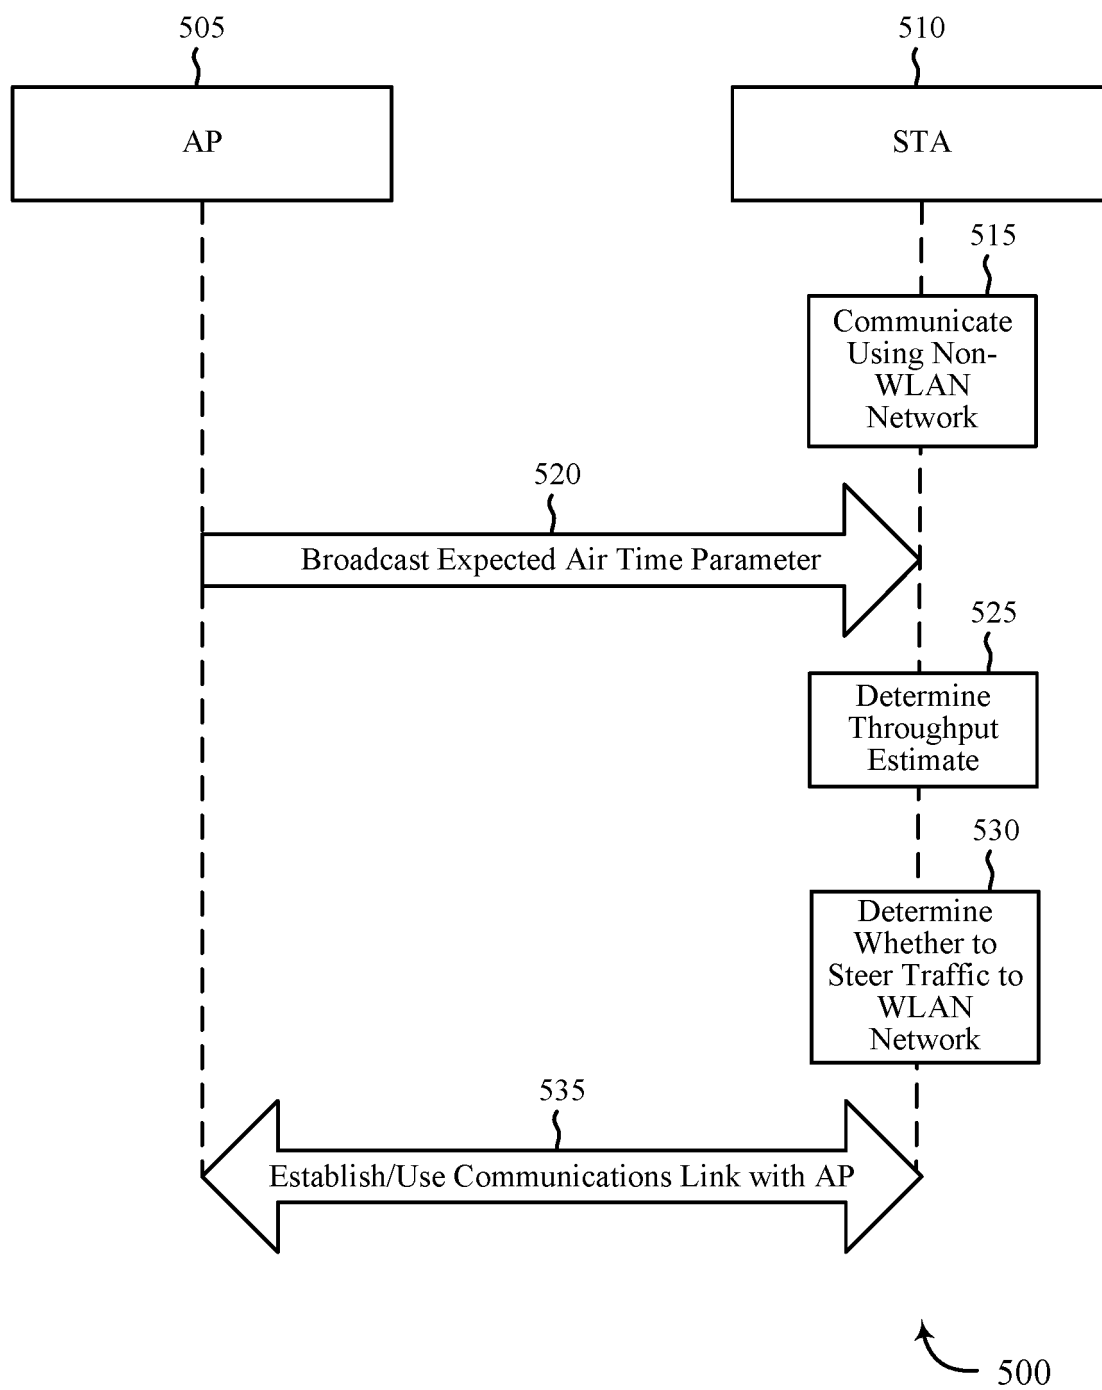 505
510
AP
STA
515
Communicate
Using Non-
WLAN
Network
520
Broadcast Expected Air Time Parameter
525
Determine
Throughput
Estimate
530
Determine
Whether to
Steer Traffic to
WLAN
Network
535
Establish/Use Communications Link with AP
500